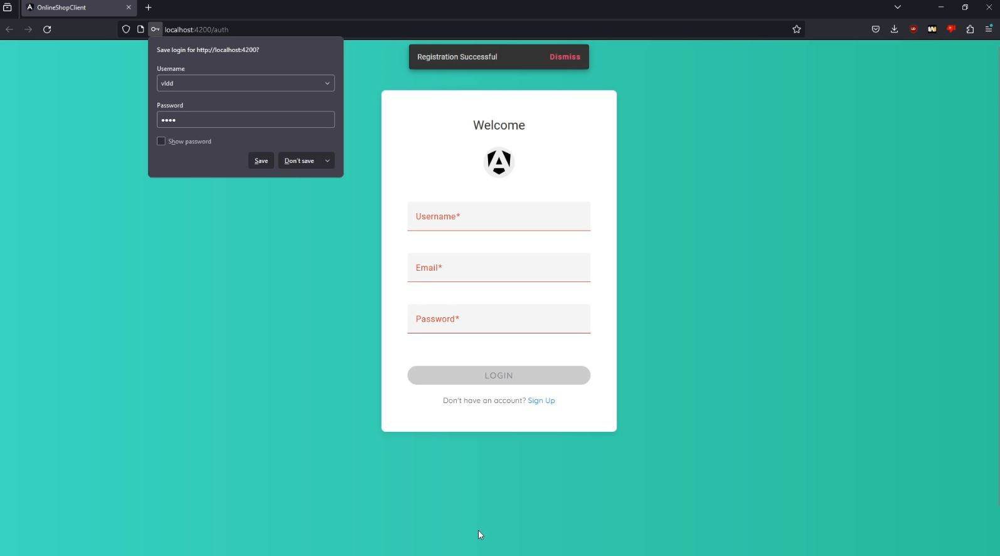 OnlineShopClient
localhost:4200/auth
Save login for http://localhost:4200?
Username
vldd
Password
••••
Show password
Save
Don't save
Registration Successful
Dismiss
Welcome
Username*
Email*
Password*
LOGIN
Don't have an account? Sign Up